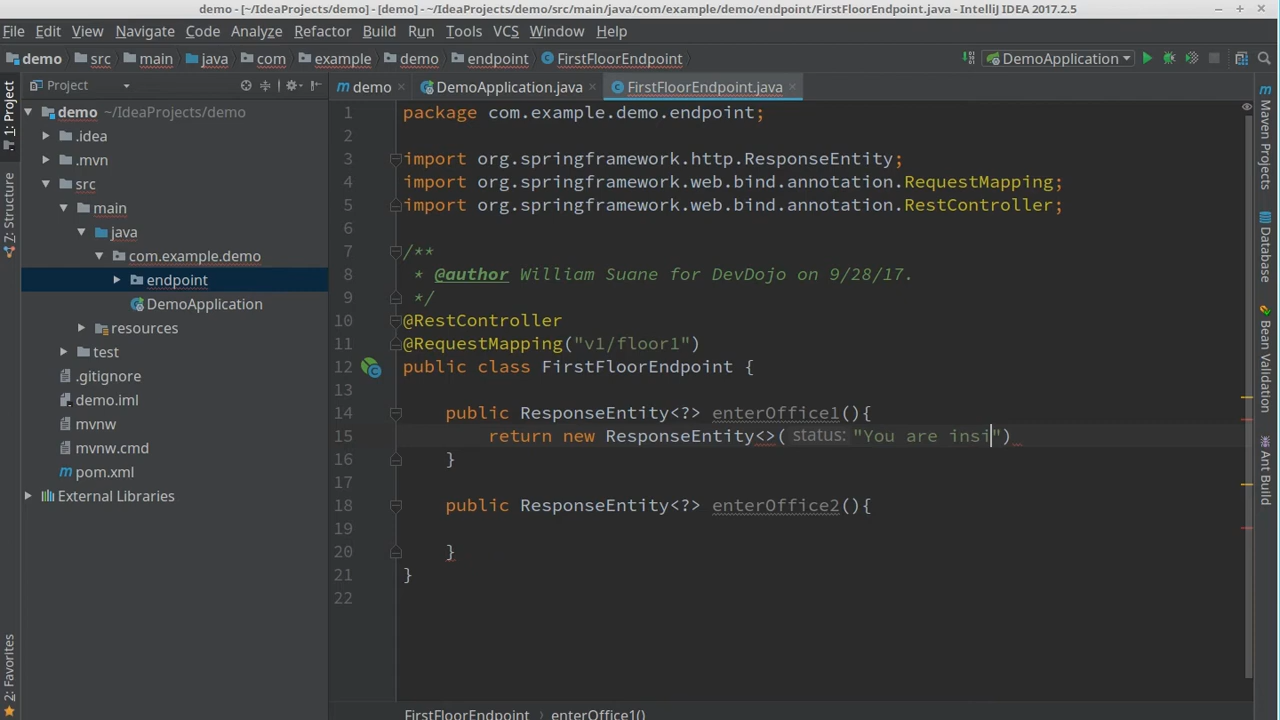 demo - [~/IdeaProjects/demo] - [demo] - ~/IdeaProjects/demo/src/main/java/com/example/demo/endpoint/FirstFloorEndpoint.java - IntelliJ IDEA 2017.2.5
File Edit View Navigate Code Analyze Refactor Build Run Tools VCS Window Help
demo src main java com example demo endpoint FirstFloorEndpoint DemoApplication
Project demo DemoApplication.java FirstFloorEndpoint.java
1: Project
7: Structure
2: Favorites
demo ~/IdeaProjects/demo
.idea
.mvn
src
main
java
com.example.demo
endpoint
DemoApplication
resources
test
.gitignore
demo.iml
mvnw
mvnw.cmd
pom.xml
External Libraries
1 package com.example.demo.endpoint;
2
3 import org.springframework.http.ResponseEntity;
4 import org.springframework.web.bind.annotation.RequestMapping;
5 import org.springframework.web.bind.annotation.RestController;
6
7 /**
8 * @author William Suane for DevDojo on 9/28/17.
9 */
10 @RestController
11 @RequestMapping("v1/floor1")
12 public class FirstFloorEndpoint {
13
14 public ResponseEntity<?> enterOffice1(){
15 return new ResponseEntity<>( status: "You are insi")
16 }
17
18 public ResponseEntity<?> enterOffice2(){
19
20 }
21 }
22
FirstFloorEndpoint enterOffice1()
Maven Projects
Database
Bean Validation
Ant Build